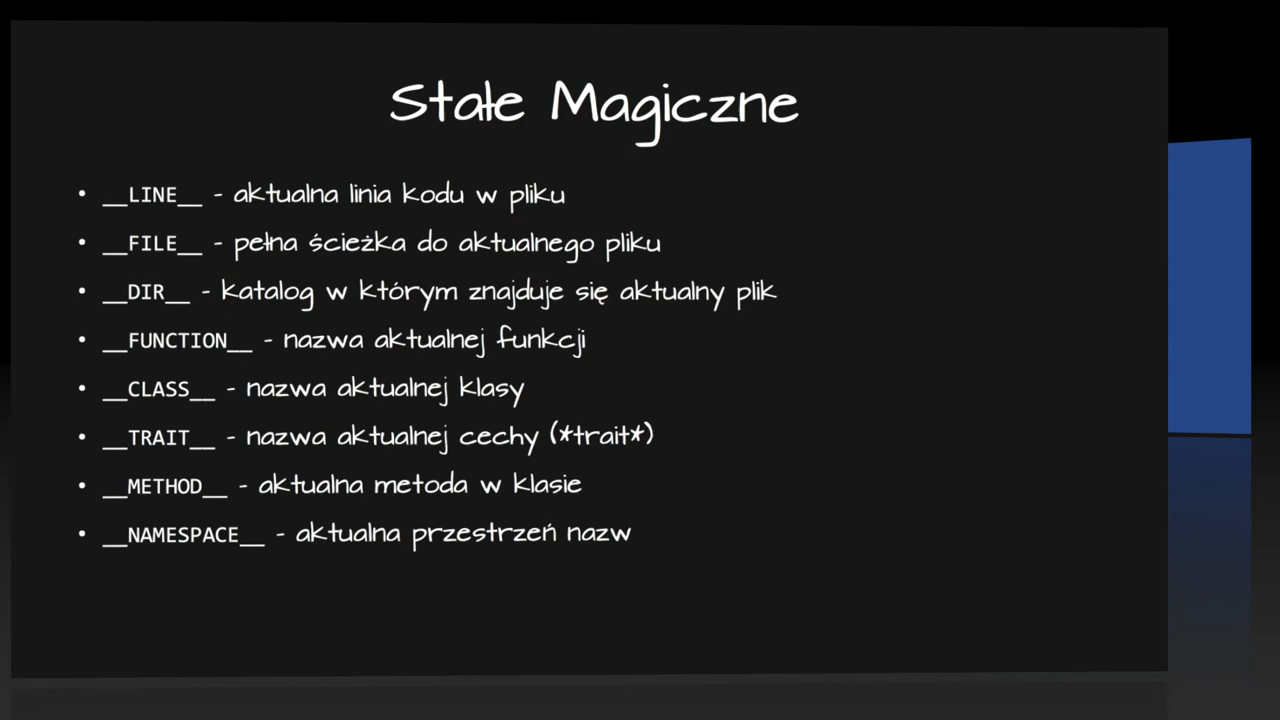 Stałe Magiczne
• __LINE__ - aktualna linia kodu w pliku
• __FILE__ - pełna ścieżka do aktualnego pliku
• __DIR__ - katalog w którym znajduje się aktualny plik
• __FUNCTION__ - nazwa aktualnej funkcji
• __CLASS__ - nazwa aktualnej klasy
• __TRAIT__ - nazwa aktualnej cechy (*trait*)
• __METHOD__ - aktualna metoda w klasie
• __NAMESPACE__ - aktualna przestrzeń nazw